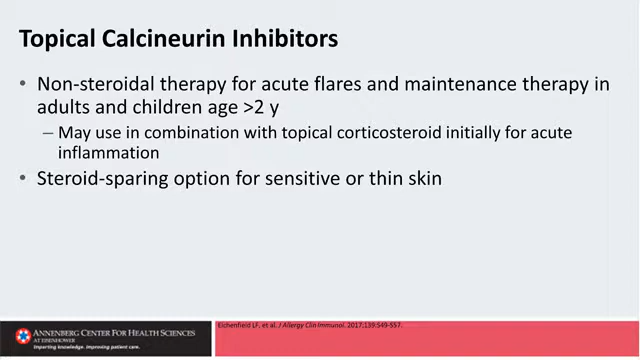 Topical Calcineurin Inhibitors
• Non-steroidal therapy for acute flares and maintenance therapy in
adults and children age >2 y
– May use in combination with topical corticosteroid initially for acute
inflammation
• Steroid-sparing option for sensitive or thin skin
ANNENBERG CENTER FOR HEALTH SCIENCES
AT EISENHOWER
Imparting knowledge. Improving patient care.
Eichenfield LF. et al. J Allergy Clin Immunol. 2017;139:S49-S57.